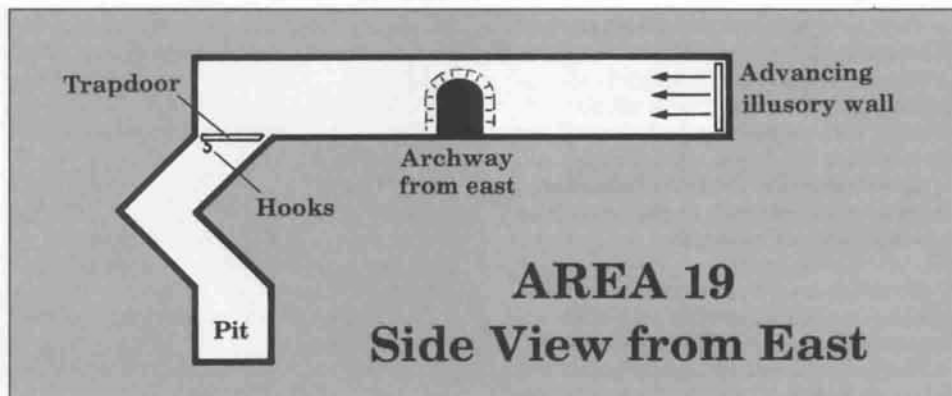 Trapdoor
Advancing
illusory wall
Archway
from east
Hooks
AREA 19
Side View from East
Pit